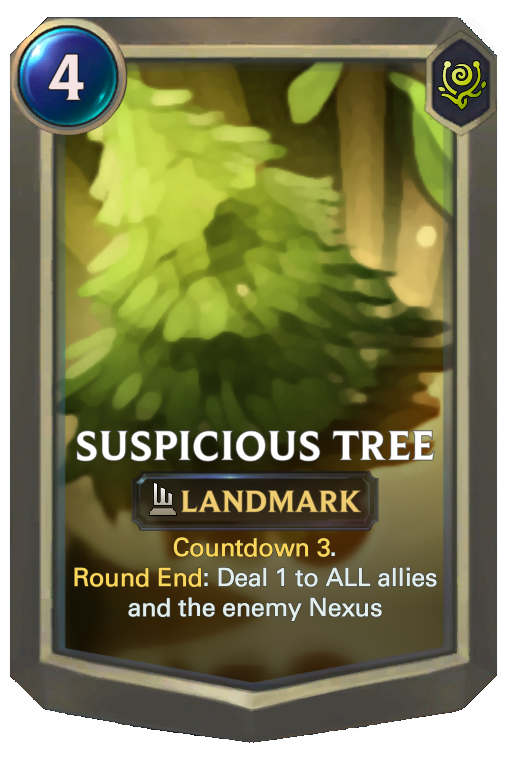 4
SUSPICIOUS TREE
LANDMARK
Countdown 3.
Round End: Deal 1 to ALL allies
and the enemy Nexus